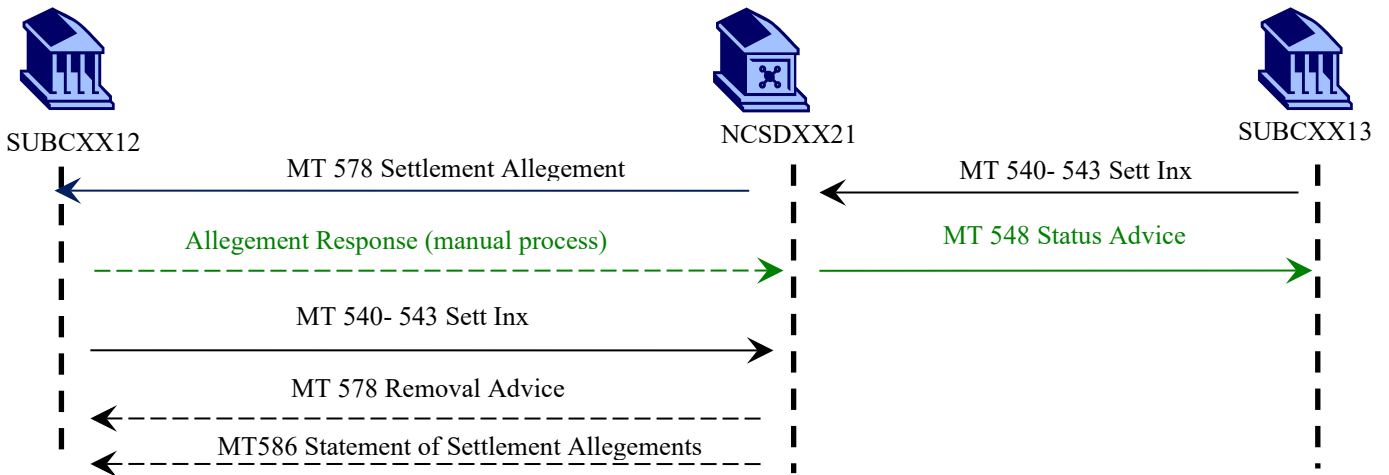 SUBCXX12
NCSDXX21
SUBCXX13
MT 578 Settlement Allegement
MT 540- 543 Sett Inx
Allegement Response (manual process)
MT 548 Status Advice
MT 540- 543 Sett Inx
MT 578 Removal Advice
MT586 Statement of Settlement Allegements